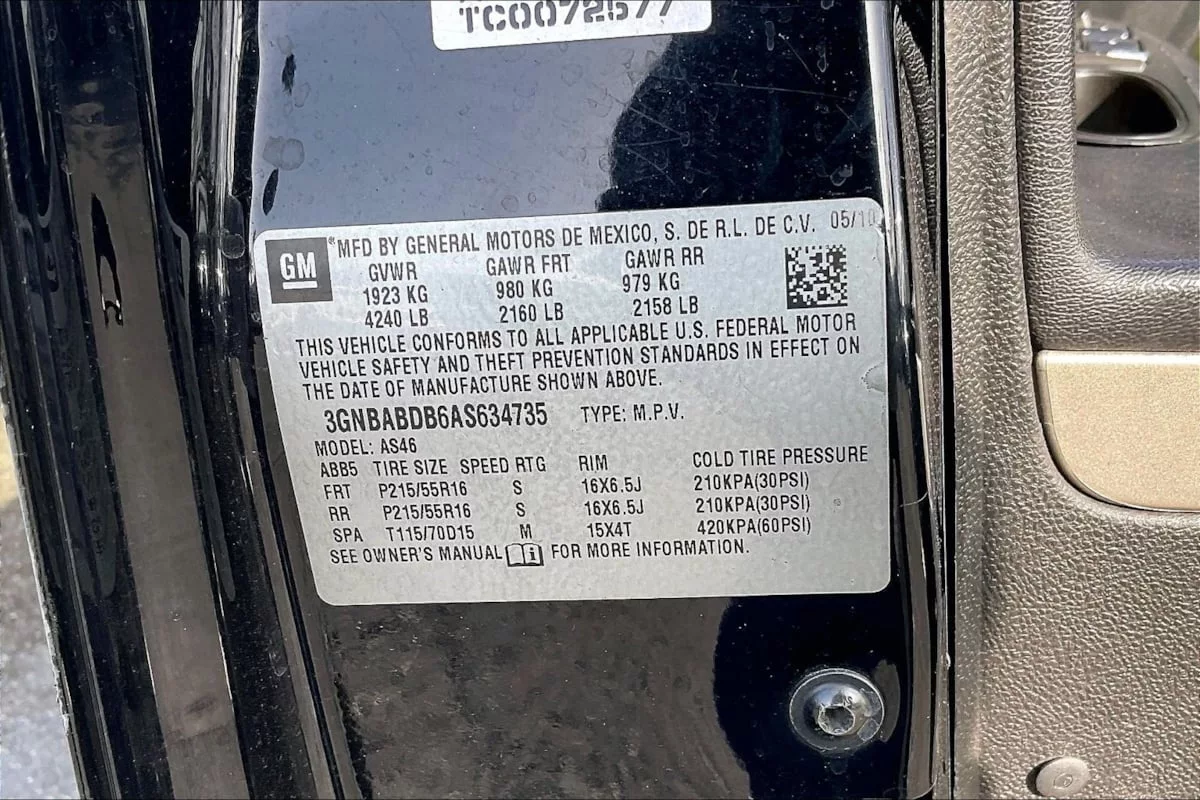 TC0072577
GM ®MFD BY GENERAL MOTORS DE MEXICO, S. DE R.L. DE C.V. 05/10
GVWR GAWR FRT GAWR RR
1923 KG 980 KG 979 KG
4240 LB 2160 LB 2158 LB
THIS VEHICLE CONFORMS TO ALL APPLICABLE U.S. FEDERAL MOTOR
VEHICLE SAFETY AND THEFT PREVENTION STANDARDS IN EFFECT ON
THE DATE OF MANUFACTURE SHOWN ABOVE.
3GNBABDB6AS634735 TYPE: M.P.V.
MODEL: AS46
ABB5 TIRE SIZE SPEED RTG RIM COLD TIRE PRESSURE
FRT P215/55R16 S 16X6.5J 210KPA(30PSI)
RR P215/55R16 S 16X6.5J 210KPA(30PSI)
SPA T115/70D15 M 15X4T 420KPA(60PSI)
SEE OWNER'S MANUAL FOR MORE INFORMATION.